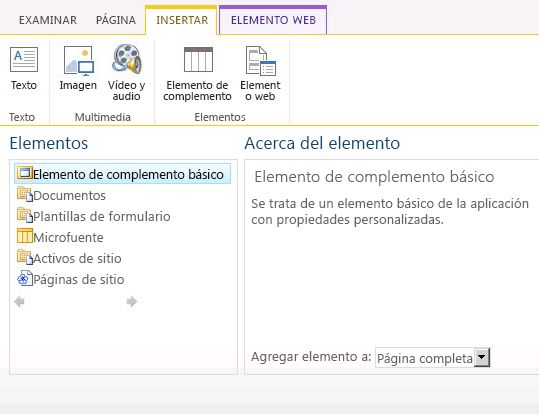 EXAMINAR PÁGINA INSERTAR ELEMENTO WEB
Texto Imagen Vídeo y audio Elemento de complemento Element o web
Texto Multimedia Elementos
Elementos
Elemento de complemento básico
Documentos
Plantillas de formulario
Microfuente
Activos de sitio
Páginas de sitio
Acerca del elemento
Elemento de complemento básico
Se trata de un elemento básico de la aplicación
con propiedades personalizadas.
Agregar elemento a: Página completa